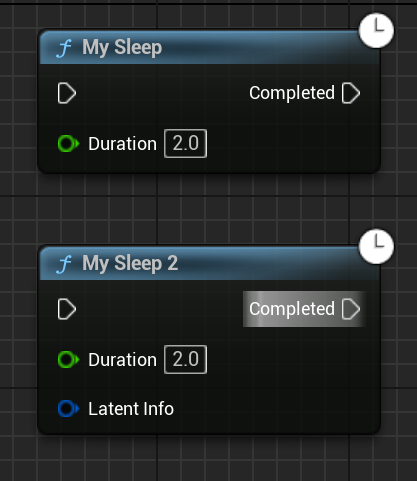 f My Sleep
Completed
Duration 2.0
f My Sleep 2
Completed
Duration 2.0
Latent Info